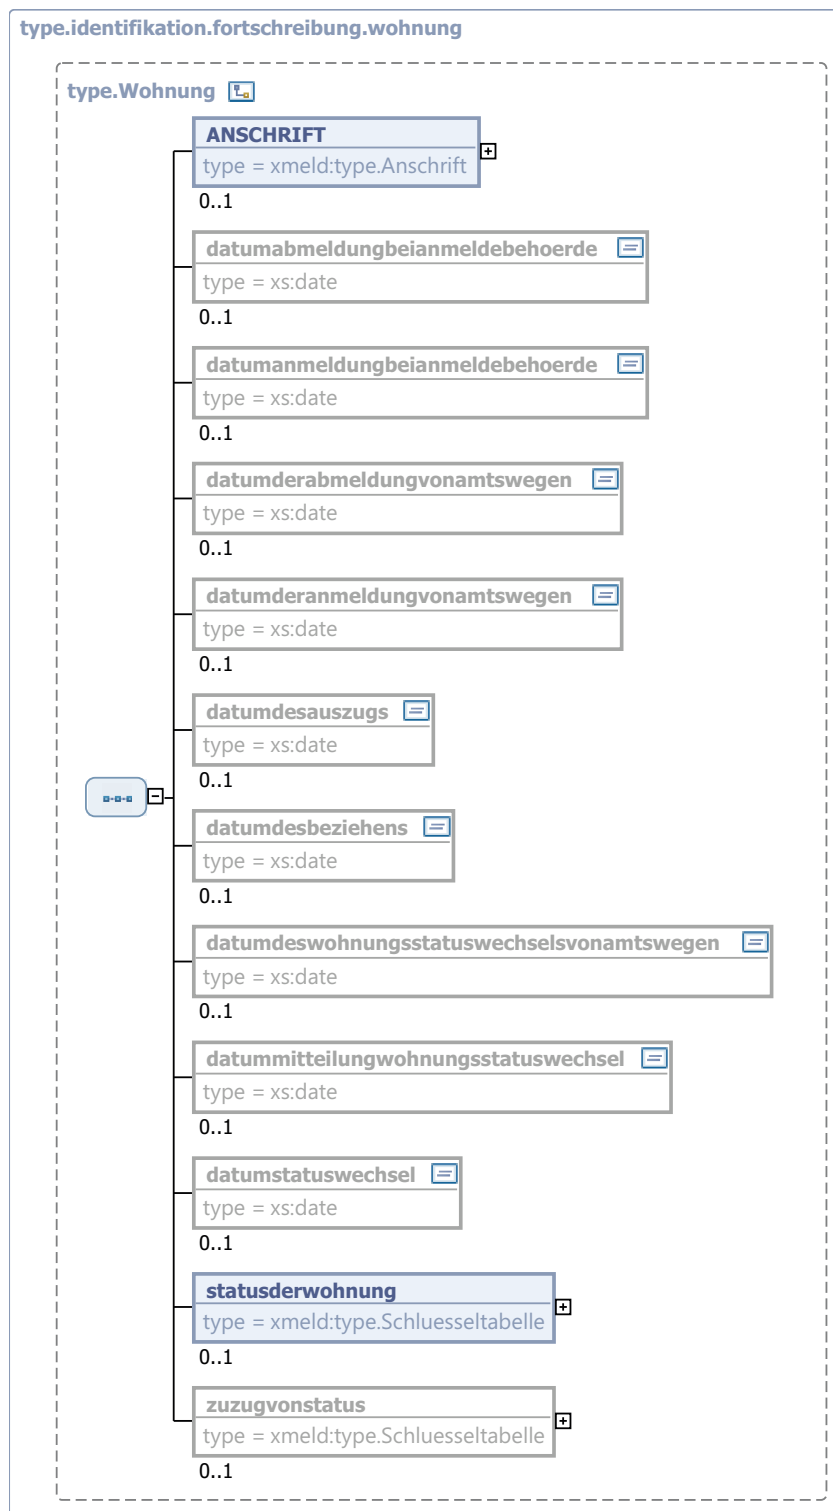 type.identifikation.fortschreibung.wohnung
type.Wohnung
ANSCHRIFT
type = xmeld:type.Anschrift
0..1
datumabmeldungbeianmeldebehoerde
type = xs:date
0..1
datumanmeldungbeianmeldebehoerde
type = xs:date
0..1
datumderabmeldungvonamtswegen
type = xs:date
0..1
datumderanmeldungvonamtswegen
type = xs:date
0..1
datumdesauszugs
type = xs:date
0..1
datumdesbeziehens
type = xs:date
0..1
datumdeswohnungsstatuswechselsvonamtswegen
type = xs:date
0..1
datummitteilungwohnungsstatuswechsel
type = xs:date
0..1
datumstatuswechsel
type = xs:date
0..1
statusderwohnung
type = xmeld:type.Schluesseltabelle
0..1
zuzugvonstatus
type = xmeld:type.Schluesseltabelle
0..1